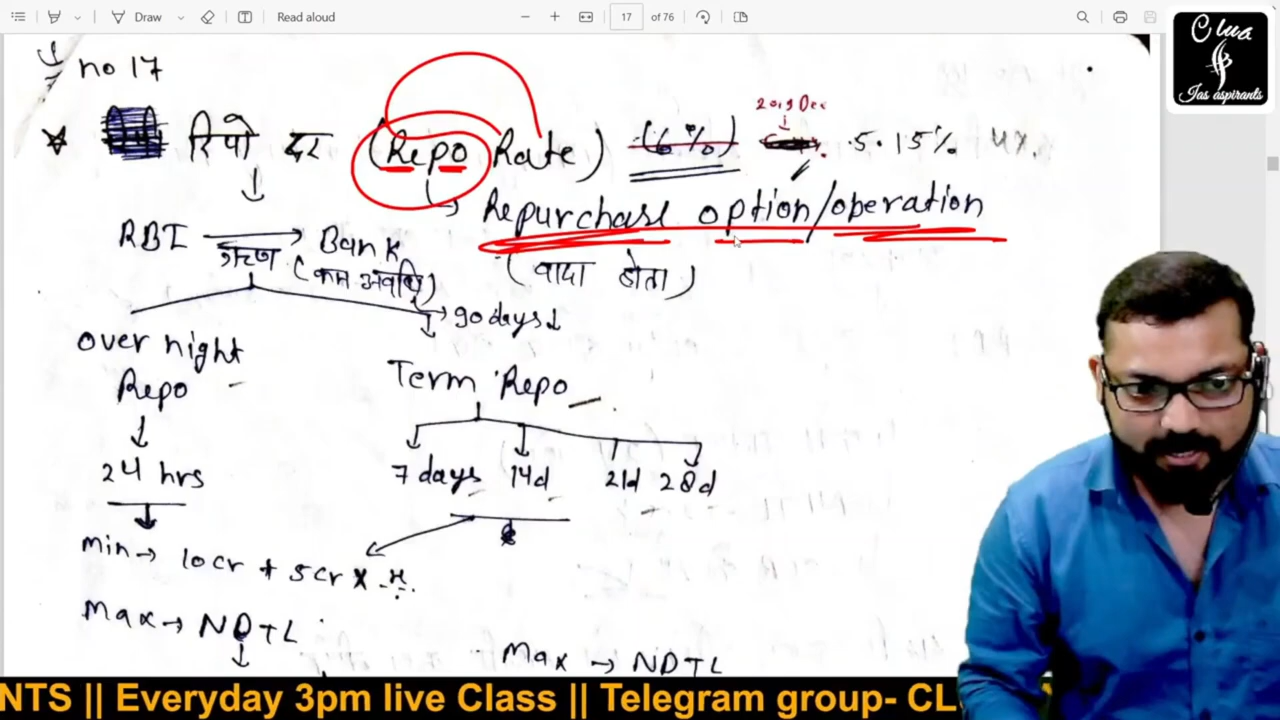 Draw
Read aloud
17
of 76
Clua
Ias aspirants
no 17
रिपो दर (Repo Rate) (6%) 2019 Dec 5.15%
Repurchase option/operation
RBI → Bank
ऋण (कम अवधि) (वादा होता)
→ 90 days↓
over night Repo
Term Repo
24 hrs
7 days 14d 21d 28d
min → 10cr + 5cr x
Max → NDTL
Max → NDTL
NTS || Everyday 3pm live Class || Telegram group- CL